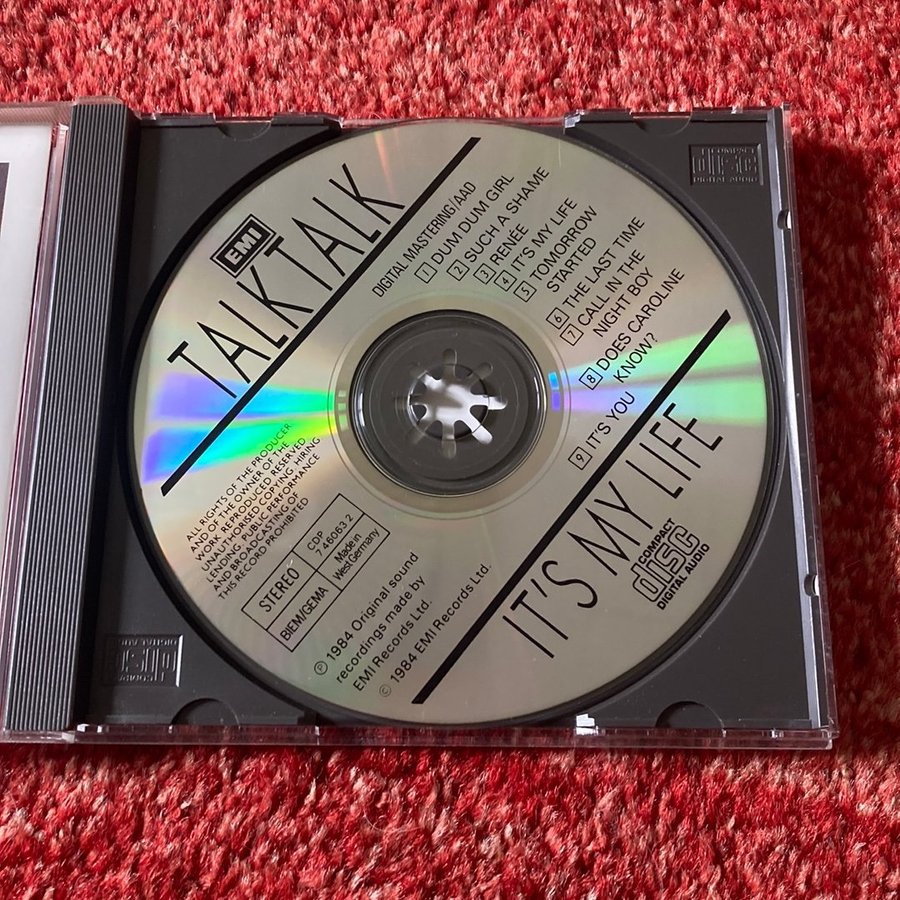 EMI
TALK TALK
DIGITAL MASTERING/AAD
1 DUM DUM GIRL
2 SUCH A SHAME
3 RENÉE
4 IT'S MY LIFE
5 TOMORROW
STARTED
6 THE LAST TIME
7 CALL IN THE
NIGHT BOY
8 DOES CAROLINE
KNOW?
9 IT'S YOU
ALL RIGHTS OF THE PRODUCER
AND OF THE OWNER OF THE
WORK REPRODUCED RESERVED
UNAUTHORISED COPYING HIRING
LENDING PUBLIC PERFORMANCE
AND BROADCASTING OF
THIS RECORD PROHIBITED
STEREO
CDP
7 46063 2
BIEM/GEMA
Made in
West Germany
℗ 1984 Original sound
recordings made by
EMI Records Ltd.
© 1984 EMI Records Ltd.
IT'S MY LIFE
COMPACT
disc
DIGITAL AUDIO
COMPACT
disc
DIGITAL AUDIO
COMPACT
disc
DIGITAL AUDIO